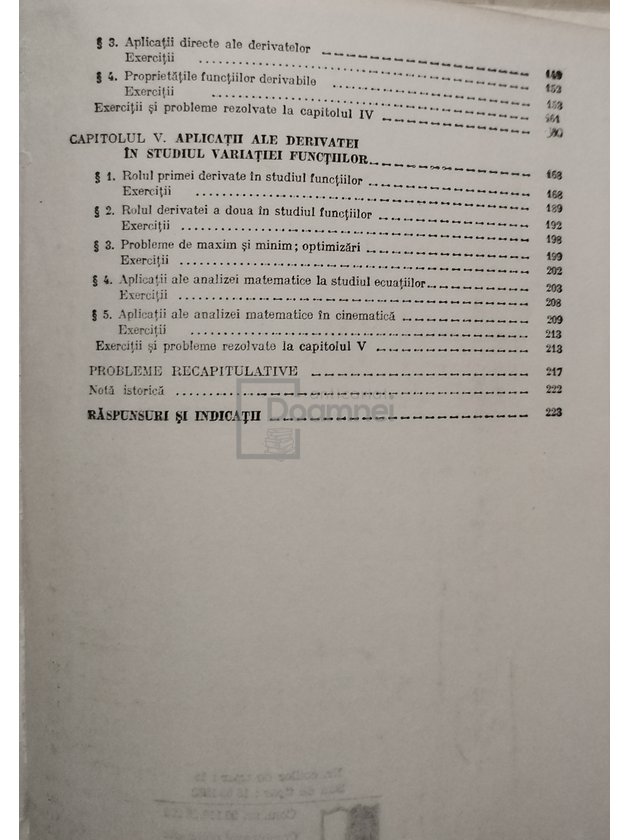 § 3. Aplicații directe ale derivatelor 149
Exerciții 153
§ 4. Proprietățile funcțiilor derivabile 153
Exerciții 161
Exerciții și probleme rezolvate la capitolul IV
CAPITOLUL V. APLICAȚII ALE DERIVATEI
ÎN STUDIUL VARIAȚIEI FUNCȚIILOR 168
§ 1. Rolul primei derivate în studiul funcțiilor 168
Exerciții 189
§ 2. Rolul derivatei a doua în studiul funcțiilor 192
Exerciții 198
§ 3. Probleme de maxim și minim; optimizări 199
Exerciții 202
§ 4. Aplicații ale analizei matematice la studiul ecuațiilor 203
Exerciții 208
§ 5. Aplicații ale analizei matematice în cinematică 209
Exerciții 213
Exerciții și probleme rezolvate la capitolul V 213
PROBLEME RECAPITULATIVE 217
Notă istorică 222
RĂSPUNSURI ȘI INDICAȚII 223
Doamnei